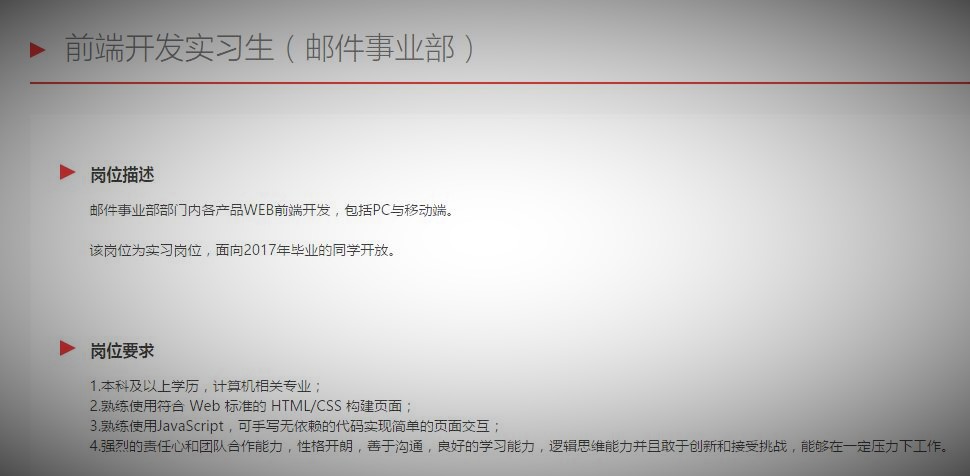 前端开发实习生（邮件事业部）
岗位描述
邮件事业部部门内各产品WEB前端开发，包括PC与移动端。
该岗位为实习岗位，面向2017年毕业的同学开放。
岗位要求
1.本科及以上学历，计算机相关专业；
2.熟练使用符合 Web 标准的 HTML/CSS 构建页面；
3.熟练使用JavaScript，可手写无依赖的代码实现简单的页面交互；
4.强烈的责任心和团队合作能力，性格开朗，善于沟通，良好的学习能力，逻辑思维能力并且敢于创新和接受挑战，能够在一定压力下工作。